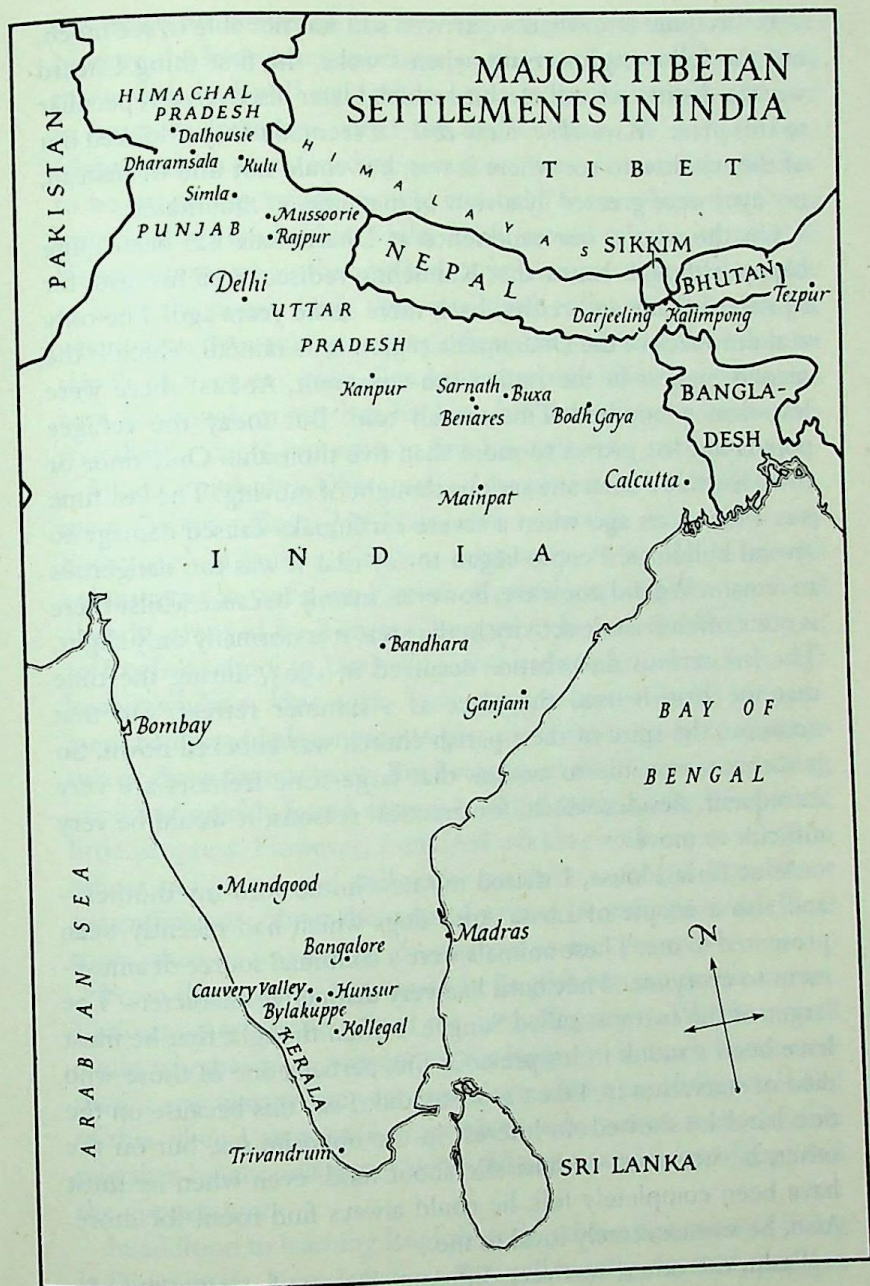 MAJOR TIBETAN
SETTLEMENTS IN INDIA
HIMACHAL
PRADESH
Dalhousie
Dharamsala
Kulu
Simla
PAKISTAN
PUNJAB
Mussoorie
Rajpur
HIMALAYAS
TIBET
NEPAL
SIKKIM
BHUTAN
Tezpur
Delhi
UTTAR
PRADESH
Darjeeling
Kalimpong
Kanpur
Sarnath
Buxa
Benares
Bodh Gaya
BANGLA-
DESH
Mainpat
Calcutta
INDIA
Bandhara
Ganjam
Bombay
BAY OF
BENGAL
ARABIAN SEA
Mundgood
Bangalore
Madras
Cauvery Valley
Hunsur
Bylakuppe
Kollegal
KERALA
Trivandrum
SRI LANKA
N